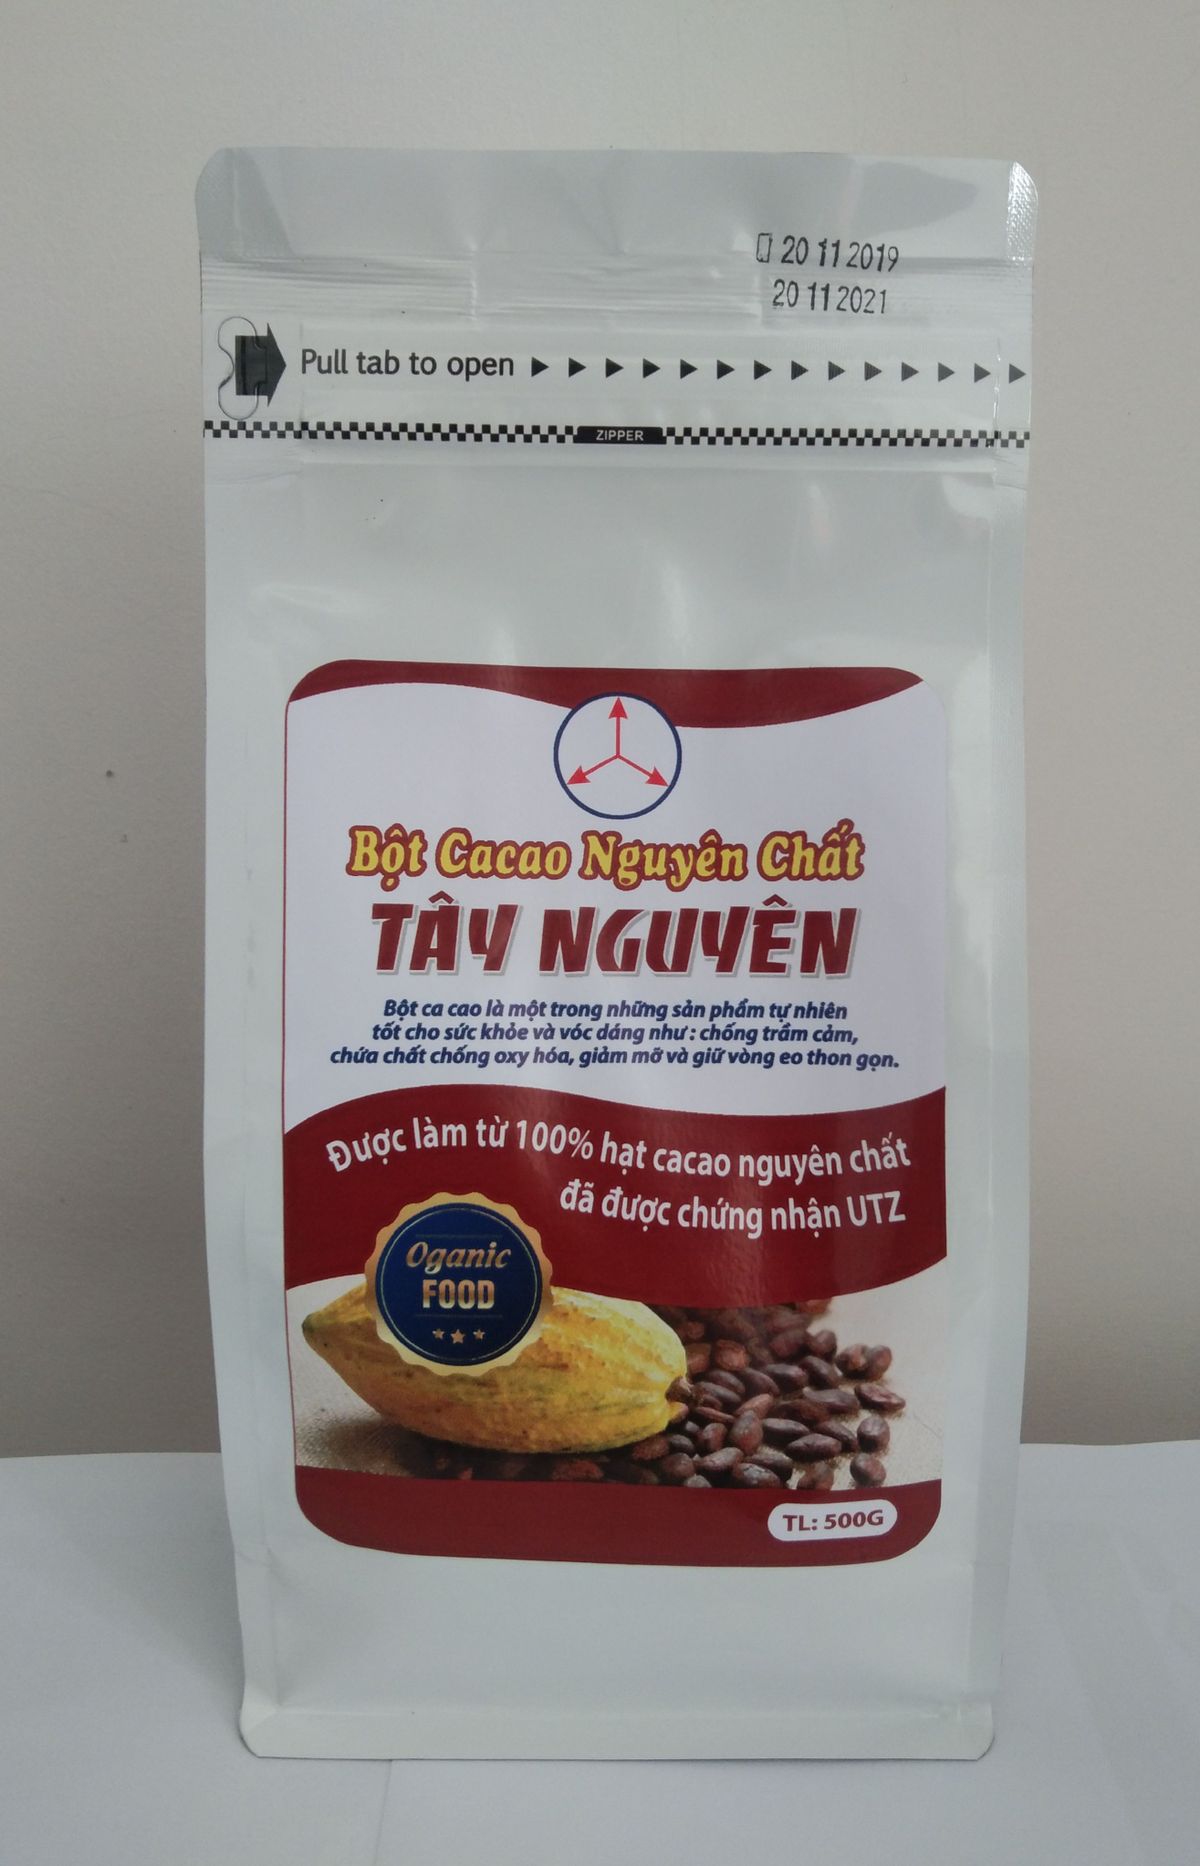 20 11 2019
20 11 2021
Pull tab to open
ZIPPER
Bột Cacao Nguyên Chất
TÂY NGUYÊN
Bột ca cao là một trong những sản phẩm tự nhiên
tốt cho sức khỏe và vóc dáng như : chống trầm cảm,
chứa chất chống oxy hóa, giảm mỡ và giữ vòng eo thon gọn.
Được làm từ 100% hạt cacao nguyên chất
đã được chứng nhận UTZ
Oganic
FOOD
TL: 500G